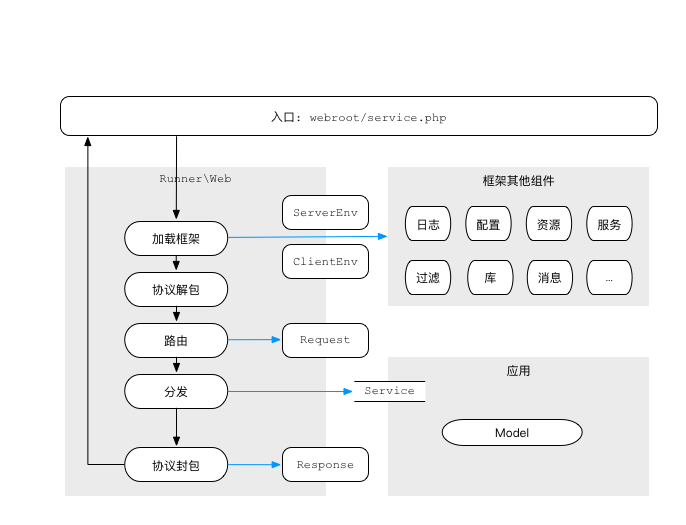 入口: webroot/service.php
Runner\Web
加载框架
协议解包
路由
分发
协议封包
ServerEnv
ClientEnv
Request
Service
Response
框架其他组件
日志 配置 资源 服务
过滤 库 消息 ...
应用
Model